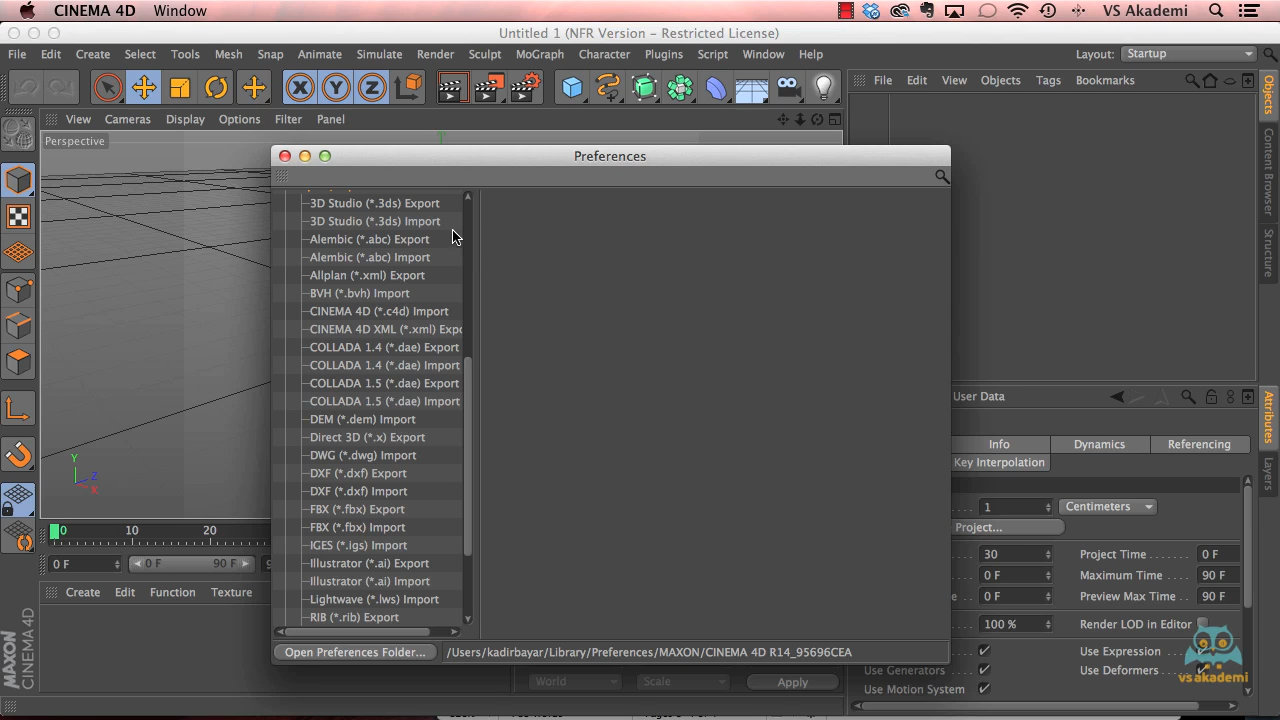 CINEMA 4D Window VS Akademi
Untitled 1 (NFR Version - Restricted License)
File Edit Create Select Tools Mesh Snap Animate Simulate Render Sculpt MoGraph Character Plugins Script Window Help Layout: Startup
File Edit View Objects Tags Bookmarks
View Cameras Display Options Filter Panel
Perspective
Preferences
3D Studio (*.3ds) Export
3D Studio (*.3ds) Import
Alembic (*.abc) Export
Alembic (*.abc) Import
Allplan (*.xml) Export
BVH (*.bvh) Import
CINEMA 4D (*.c4d) Import
CINEMA 4D XML (*.xml) Expo
COLLADA 1.4 (*.dae) Export
COLLADA 1.4 (*.dae) Import
COLLADA 1.5 (*.dae) Export
COLLADA 1.5 (*.dae) Import
DEM (*.dem) Import
Direct 3D (*.x) Export
DWG (*.dwg) Import
DXF (*.dxf) Export
DXF (*.dxf) Import
FBX (*.fbx) Export
FBX (*.fbx) Import
IGES (*.igs) Import
Illustrator (*.ai) Export
Illustrator (*.ai) Import
Lightwave (*.lws) Import
RIB (*.rib) Export
Open Preferences Folder... /Users/kadirbayar/Library/Preferences/MAXON/CINEMA 4D R14_95696CEA
Y
Z
X
0 10 20
0 F 0 F 90 F
Create Edit Function Texture
MAXON
CINEMA 4D
World Scale Apply
Objects
Content Browser
Structure
Attributes
Layers
User Data
Info Dynamics Referencing
Key Interpolation
1 Centimeters
Project...
30 Project Time 0 F
0 F Maximum Time 90 F
0 F Preview Max Time 90 F
100 % Render LOD in Editor
Use Expression
Use Generators Use Deformers
Use Motion System
vs akademi